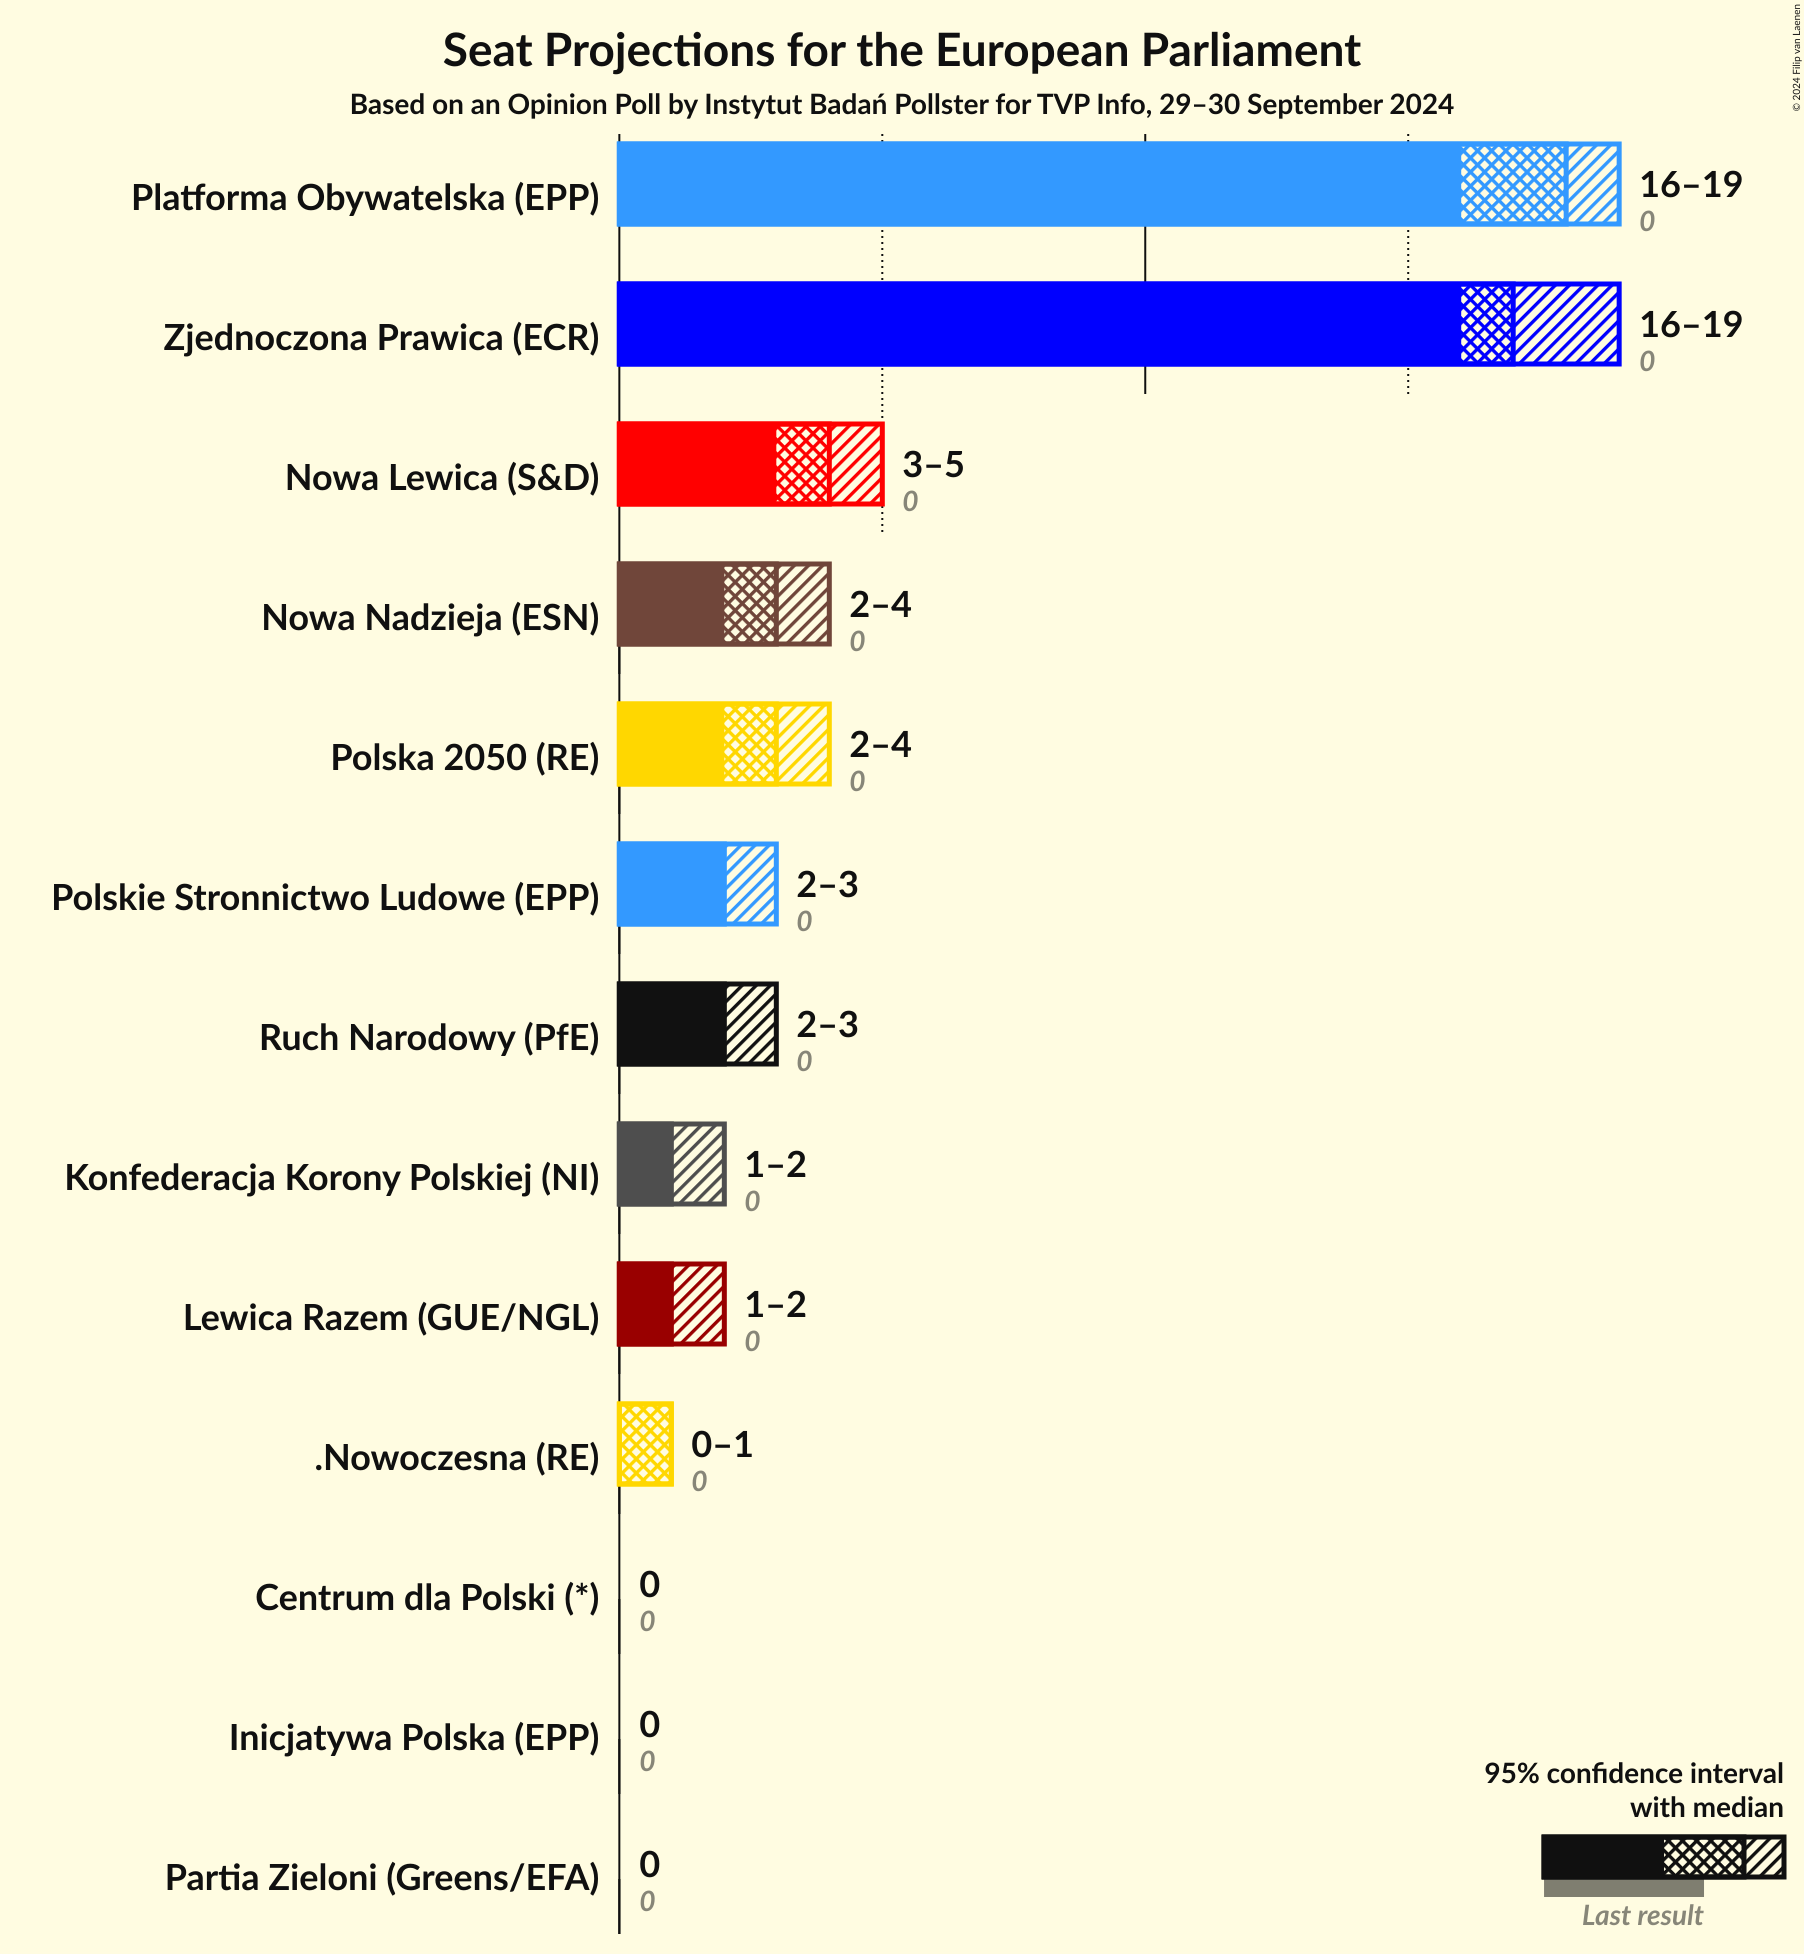 Seat Projections for the European Parliament
Based on an Opinion Poll by Instytut Badań Pollster for TVP Info, 29–30 September 2024
© 2024 Filip van Laenen
Platforma Obywatelska (EPP)
16–19
0
Zjednoczona Prawica (ECR)
16–19
0
Nowa Lewica (S&D)
3–5
0
Nowa Nadzieja (ESN)
2–4
0
Polska 2050 (RE)
2–4
0
Polskie Stronnictwo Ludowe (EPP)
2–3
0
Ruch Narodowy (PfE)
2–3
0
Konfederacja Korony Polskiej (NI)
1–2
0
Lewica Razem (GUE/NGL)
1–2
0
.Nowoczesna (RE)
0–1
0
Centrum dla Polski (*)
0
0
Inicjatywa Polska (EPP)
0
0
Partia Zieloni (Greens/EFA)
0
0
95% confidence interval
with median
Last result